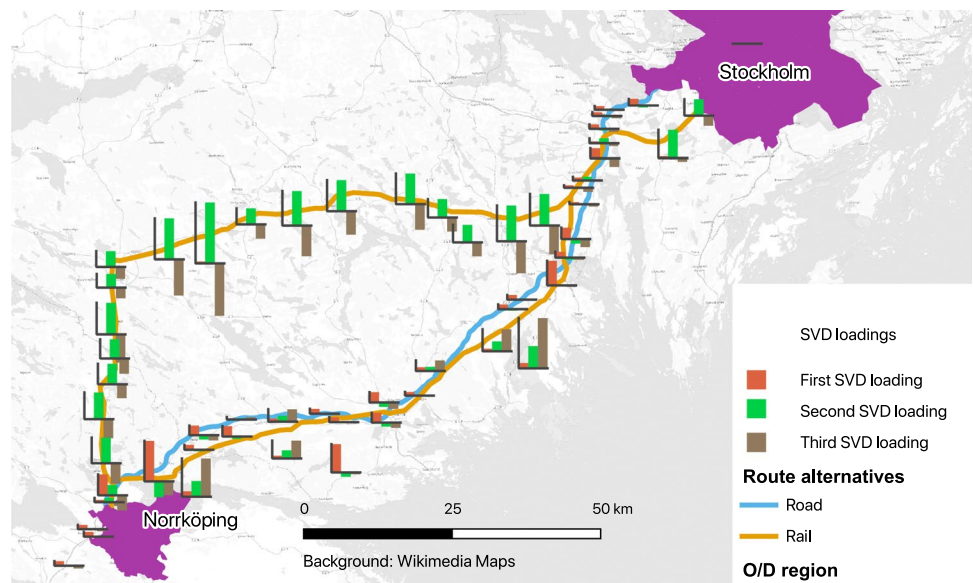 Stockholm
Norrköping
0 25 50 km
Background: Wikimedia Maps
SVD loadings
First SVD loading
Second SVD loading
Third SVD loading
Route alternatives
Road
Rail
O/D region